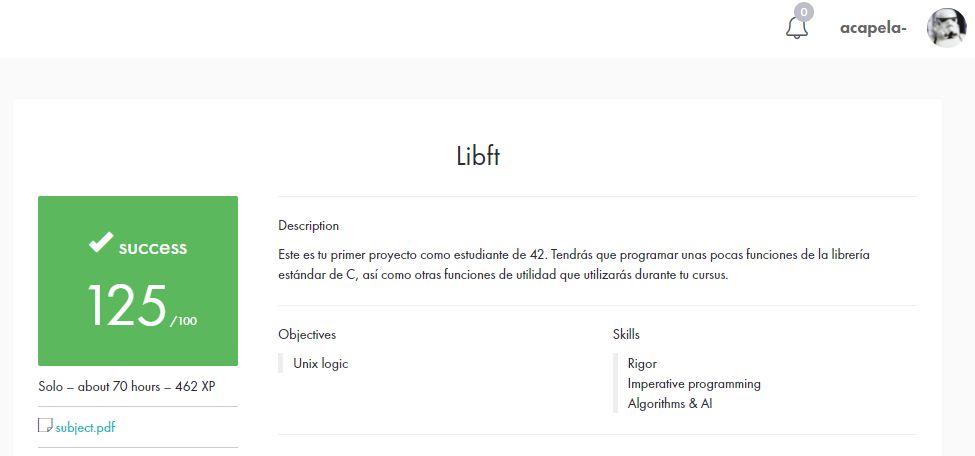 0
acapela-
Libft
success
125 /100
Solo – about 70 hours – 462 XP
subject.pdf
Description
Este es tu primer proyecto como estudiante de 42. Tendrás que programar unas pocas funciones de la librería
estándar de C, así como otras funciones de utilidad que utilizarás durante tu cursus.
Objectives
Unix logic
Skills
Rigor
Imperative programming
Algorithms & AI